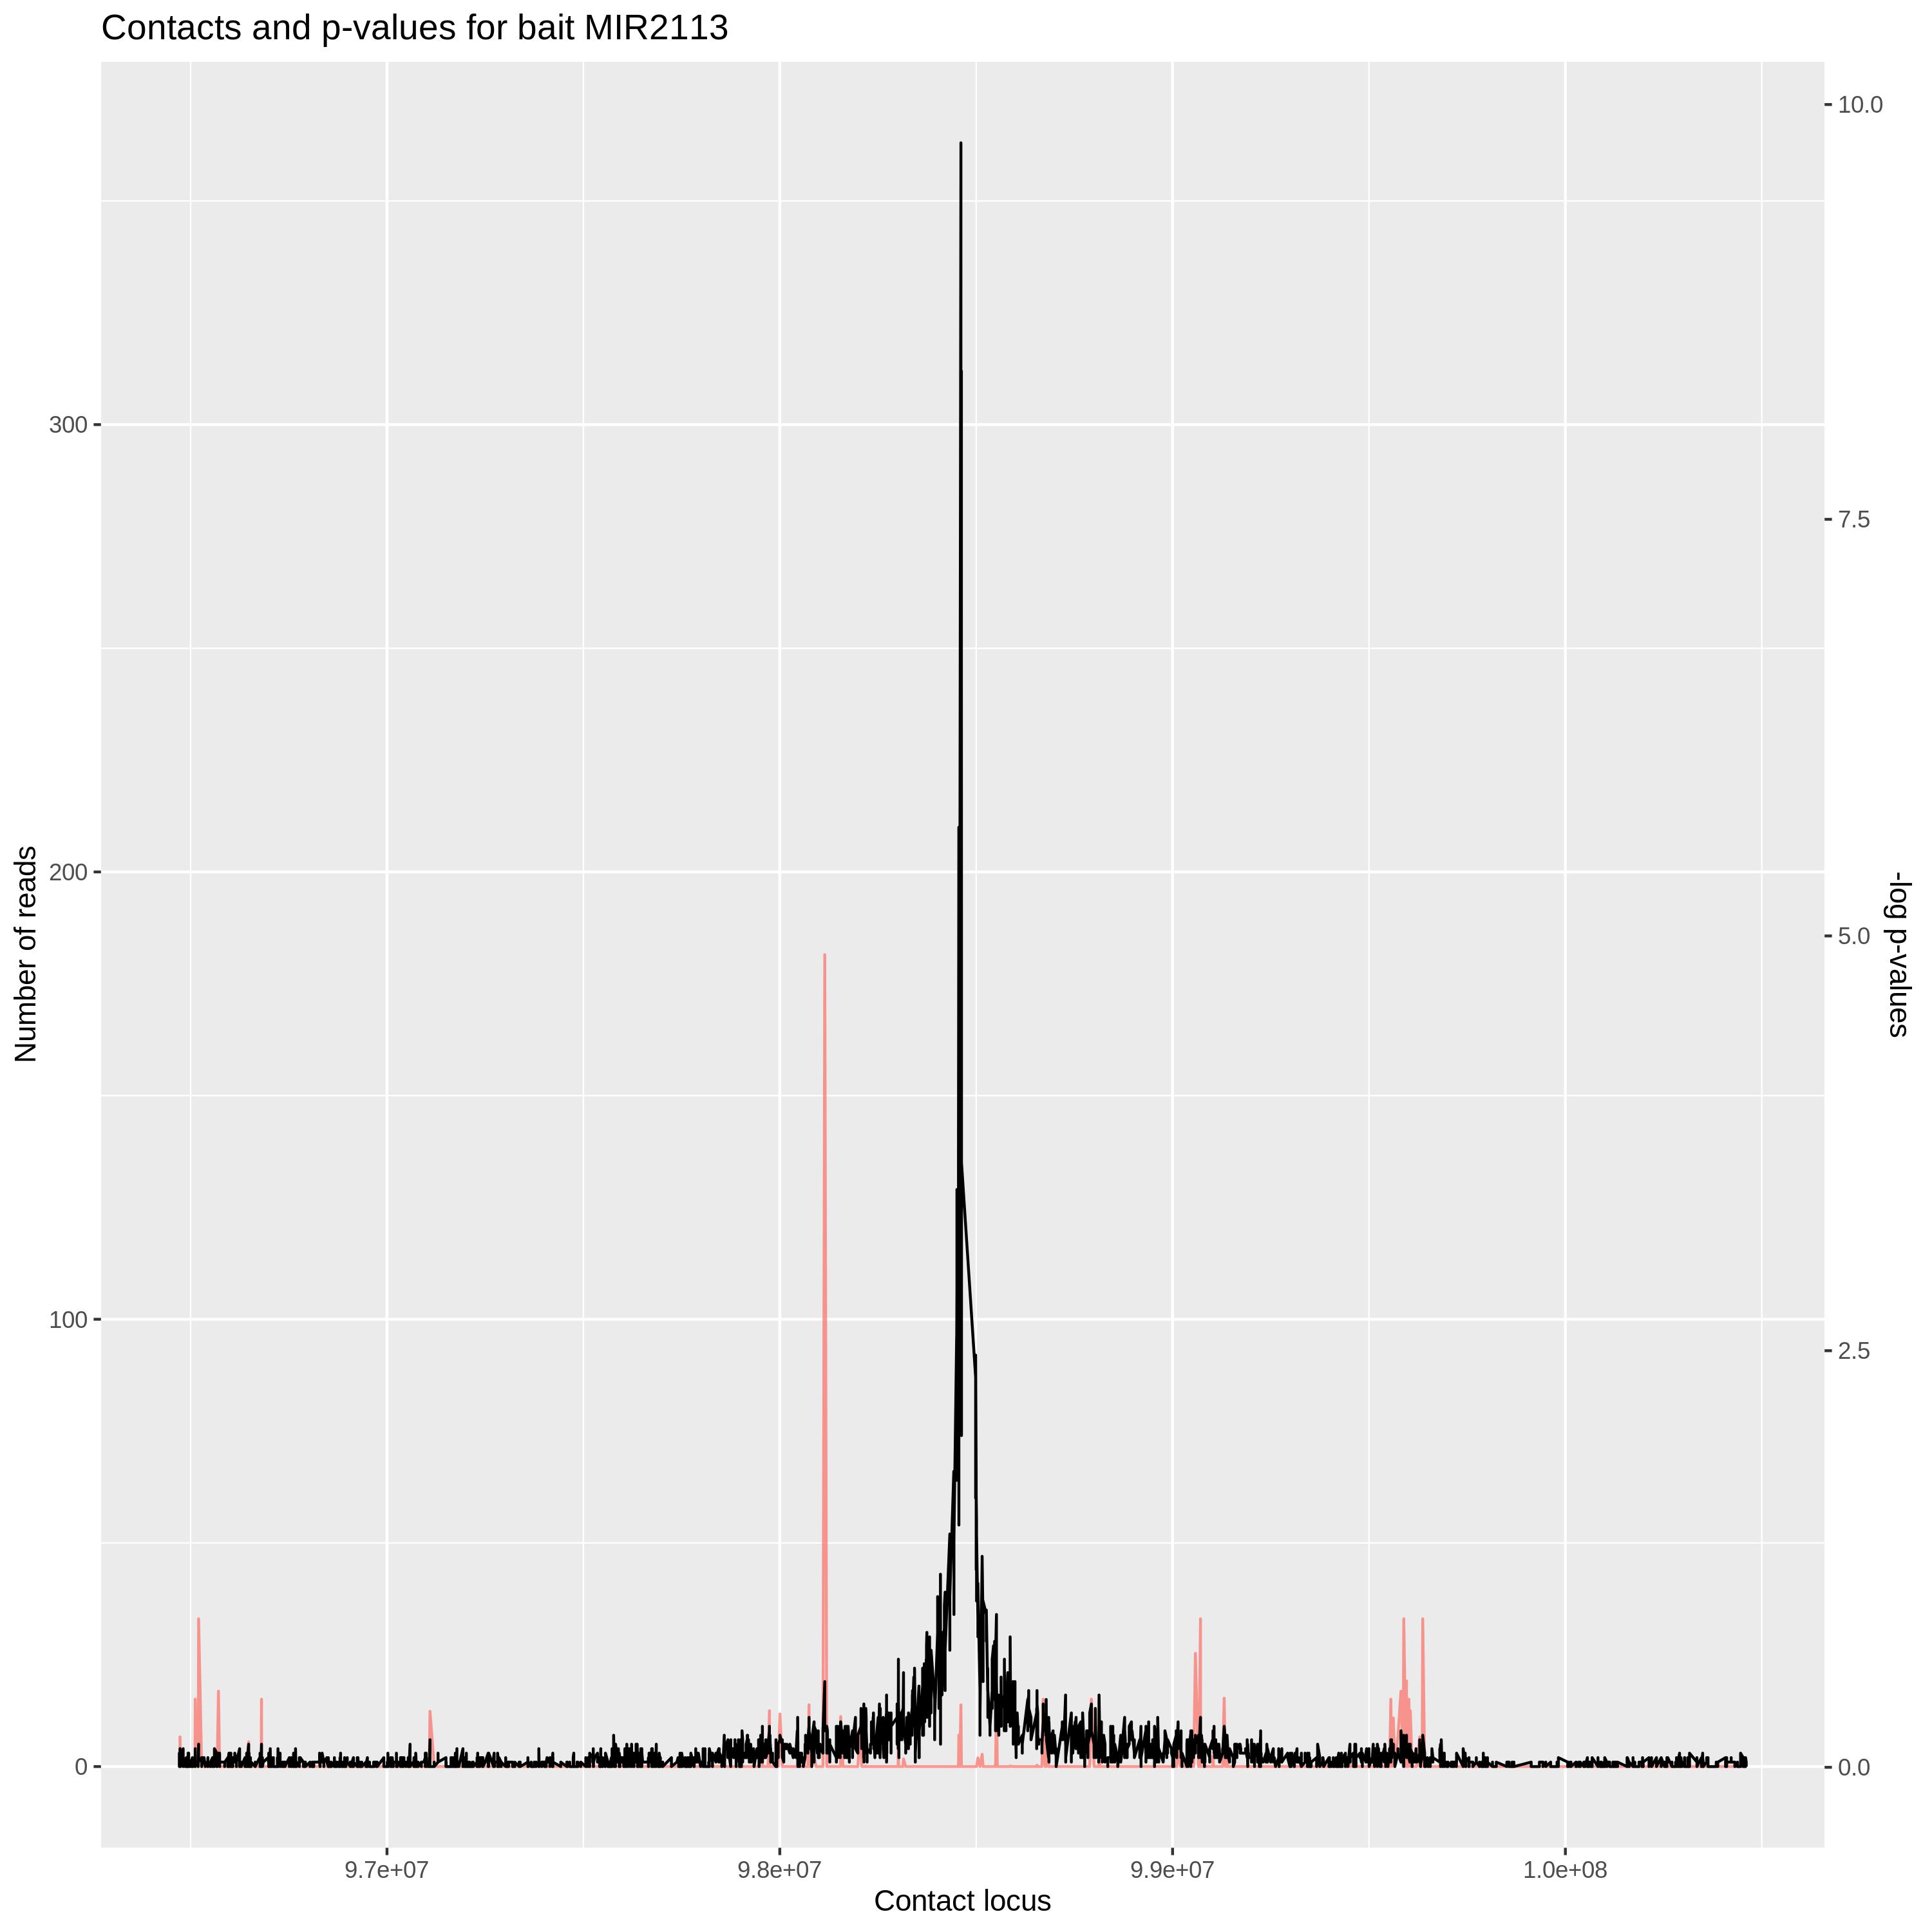 Contacts and p-values for bait MIR2113
10.0
300
7.5
200
5.0
Number of reads
-log p-values
100
2.5
0
0.0
9.7e+07 9.8e+07 9.9e+07 1.0e+08
Contact locus